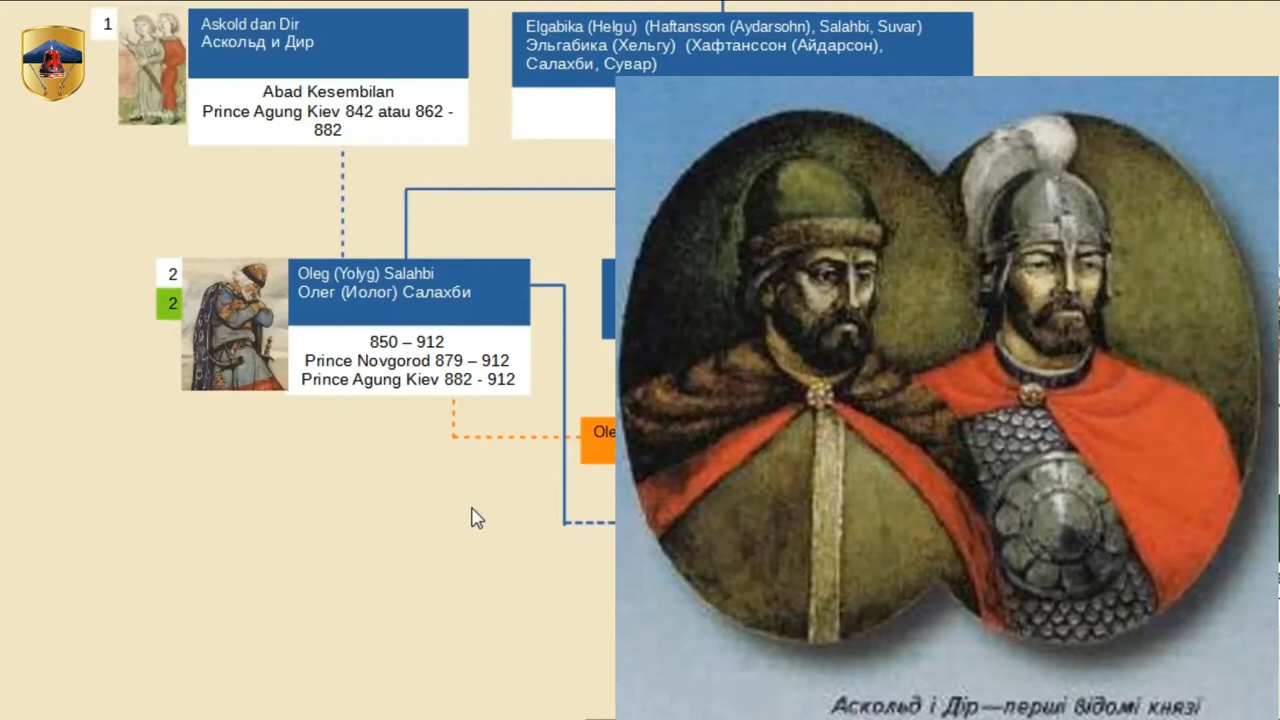 1
Askold dan Dir
Аскольд и Дир
Abad Kesembilan
Prince Agung Kiev 842 atau 862 -
882
Elgabika (Helgu) (Haftansson (Aydarsohn), Salahbi, Suvar)
Эльгабика (Хельгу) (Хафтанссон (Айдарсон),
Салахби, Сувар)
2
2
Oleg (Yolyg) Salahbi
Олег (Иолог) Салахби
850 – 912
Prince Novgorod 879 – 912
Prince Agung Kiev 882 - 912
Ole
Аскольд і Дір—перші відомі князі